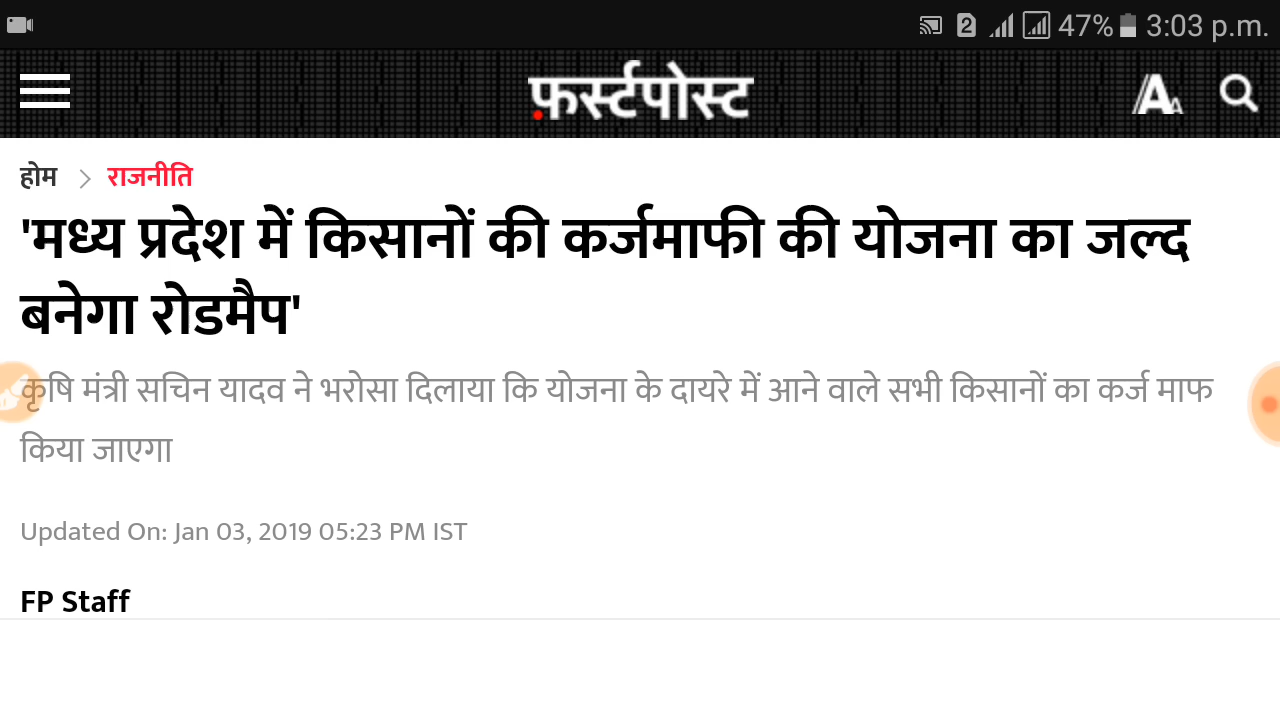 47% 3:03 p.m.
फर्स्टपोस्ट
होम > राजनीति
'मध्य प्रदेश में किसानों की कर्जमाफी की योजना का जल्द
बनेगा रोडमैप'
कृषि मंत्री सचिन यादव ने भरोसा दिलाया कि योजना के दायरे में आने वाले सभी किसानों का कर्ज माफ
किया जाएगा
Updated On: Jan 03, 2019 05:23 PM IST
FP Staff